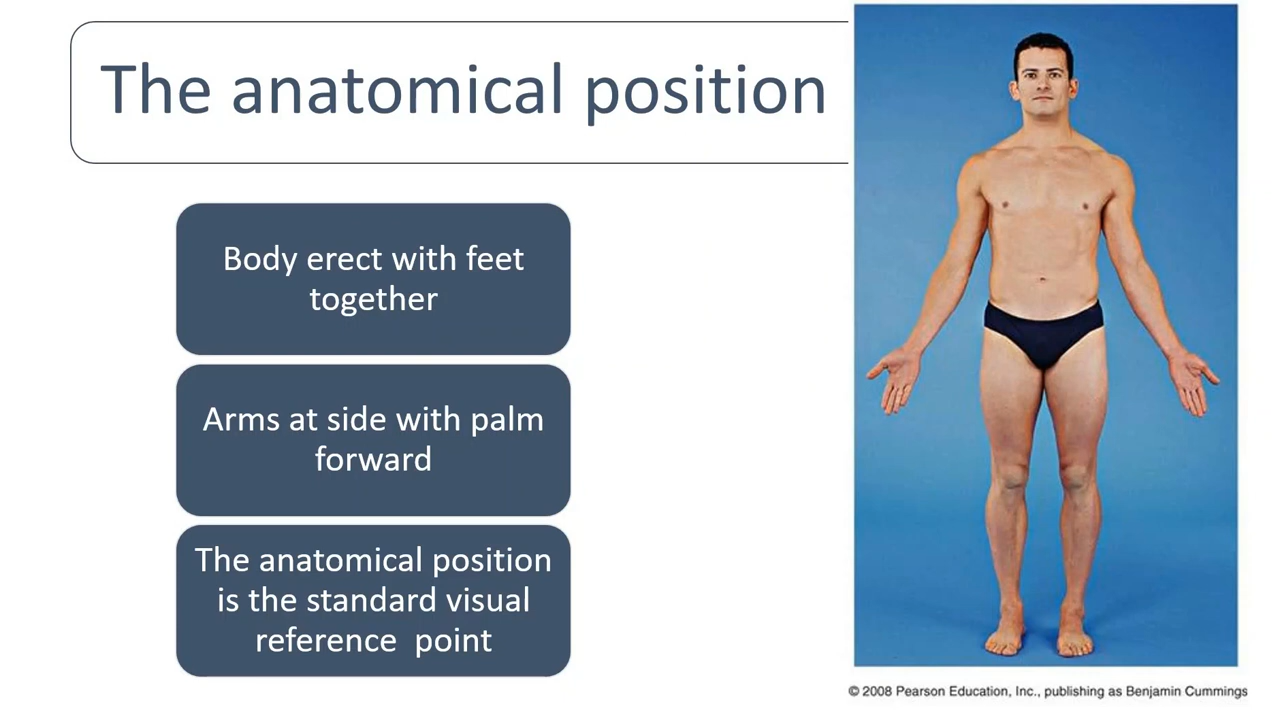 The anatomical position
Body erect with feet
together
Arms at side with palm
forward
The anatomical position
is the standard visual
reference  point
© 2008 Pearson Education, Inc., publishing as Benjamin Cummings